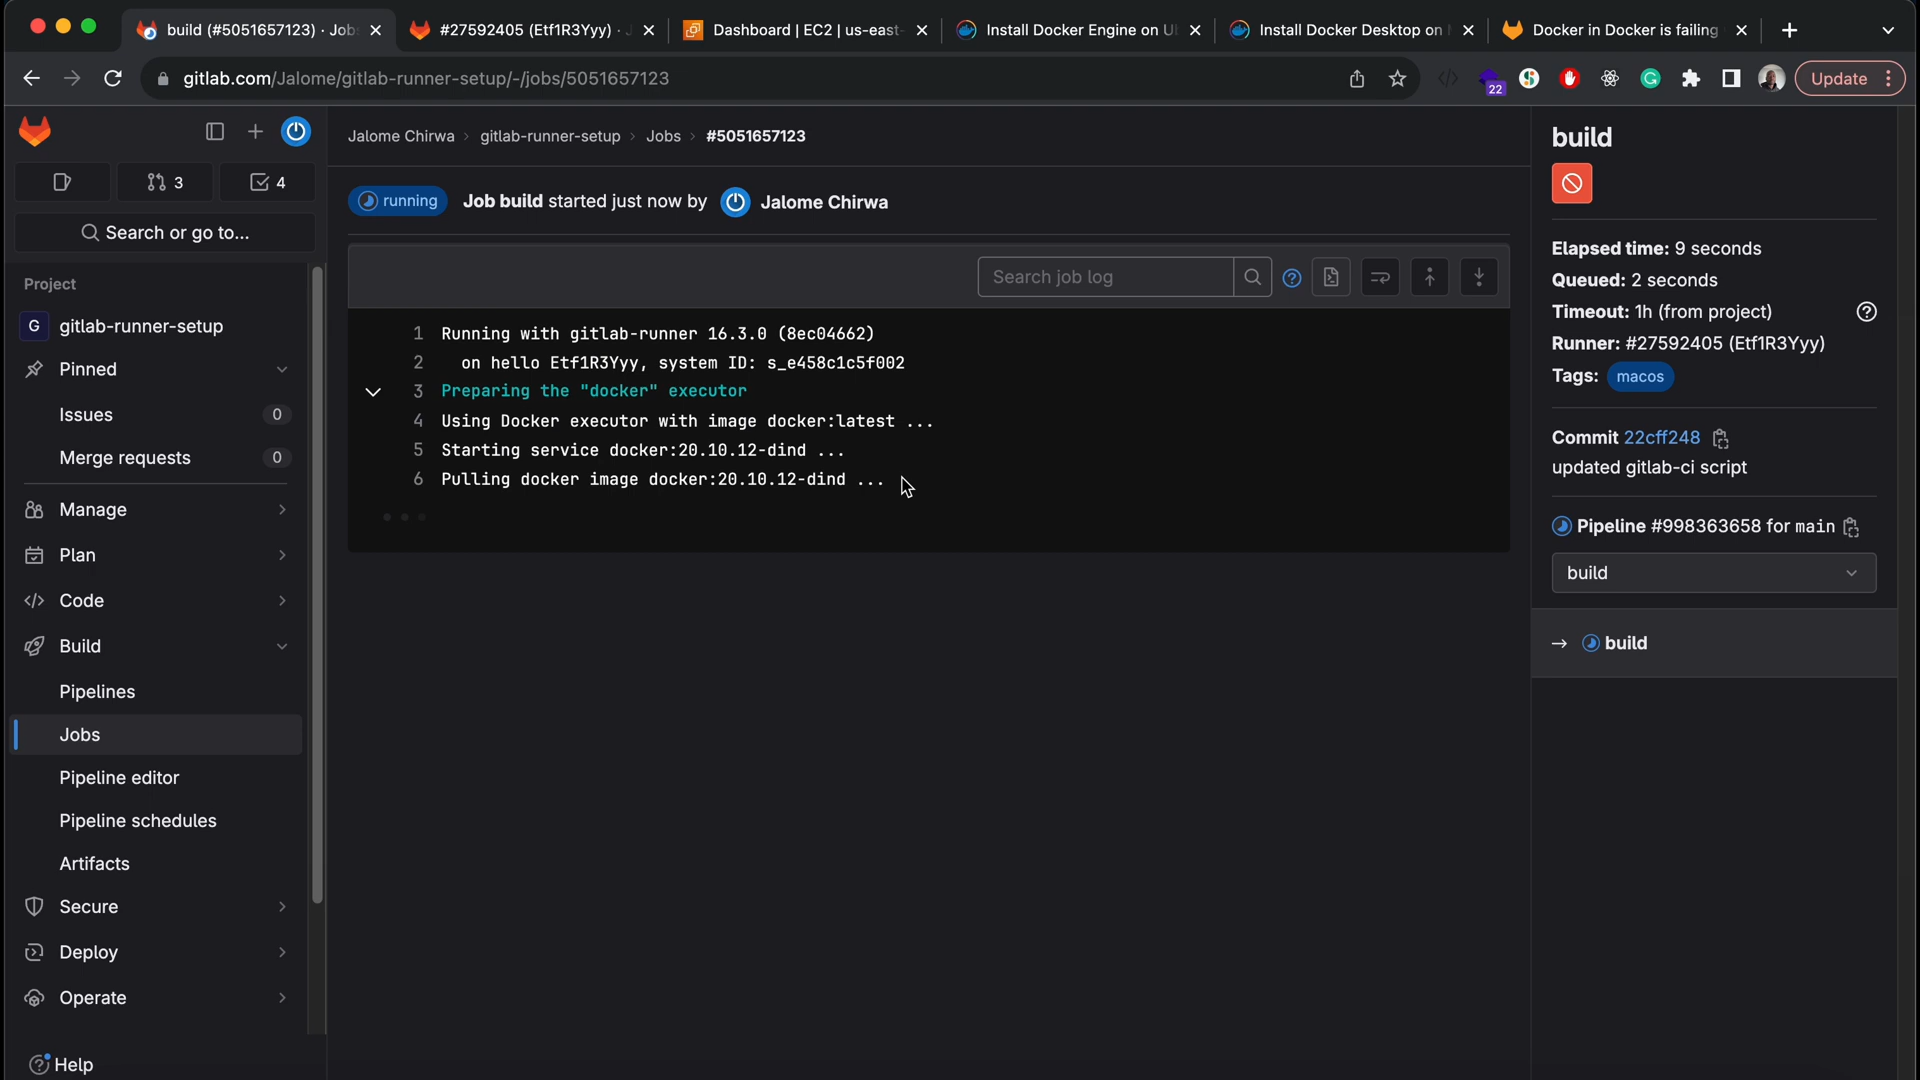 build (#5051657123) · Job
#27592405 (Etf1R3Yyy) · J
Dashboard | EC2 | us-east-
Install Docker Engine on U
Install Docker Desktop on
Docker in Docker is failing
gitlab.com/Jalome/gitlab-runner-setup/-/jobs/5051657123
22
Update
3
4
Search or go to...
Project
G gitlab-runner-setup
Pinned
Issues 0
Merge requests 0
Manage
Plan
Code
Build
Pipelines
Jobs
Pipeline editor
Pipeline schedules
Artifacts
Secure
Deploy
Operate
Help
Jalome Chirwa > gitlab-runner-setup > Jobs > #5051657123
running Job build started just now by Jalome Chirwa
Search job log
1 Running with gitlab-runner 16.3.0 (8ec04662)
2 on hello Etf1R3Yyy, system ID: s_e458c1c5f002
3 Preparing the "docker" executor
4 Using Docker executor with image docker:latest ...
5 Starting service docker:20.10.12-dind ...
6 Pulling docker image docker:20.10.12-dind ...
build
Elapsed time: 9 seconds
Queued: 2 seconds
Timeout: 1h (from project)
Runner: #27592405 (Etf1R3Yyy)
Tags: macos
Commit 22cff248
updated gitlab-ci script
Pipeline #998363658 for main
build
→ build